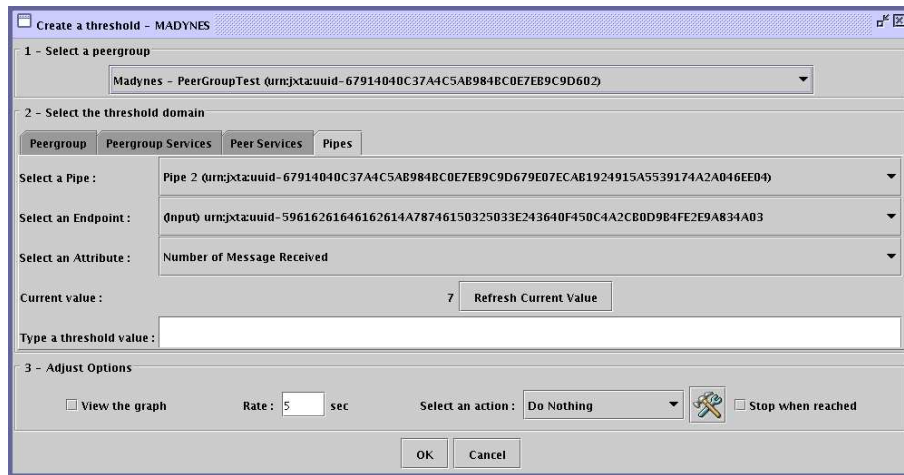 Create a threshold - MADYNES
1 - Select a peergroup
Madynes - PeerGroupTest (urn:jxta:uuid-67914040C37A4C5AB984BC0E7EB9C9D602)
2 - Select the threshold domain
Peergroup Peergroup Services Peer Services Pipes
Select a Pipe : Pipe 2 (urn:jxta:uuid-67914040C37A4C5AB984BC0E7EB9C9D679E07ECAB1924915A5539174A2A046EE04)
Select an Endpoint : (Input) urn:jxta:uuid-59616261646162614A78746150325033E243640F450C4A2CB0D9B4FE2E9A834A03
Select an Attribute : Number of Message Received
Current value : 7 Refresh Current Value
Type a threshold value :
3 - Adjust Options
View the graph Rate : 5 sec Select an action : Do Nothing Stop when reached
OK Cancel